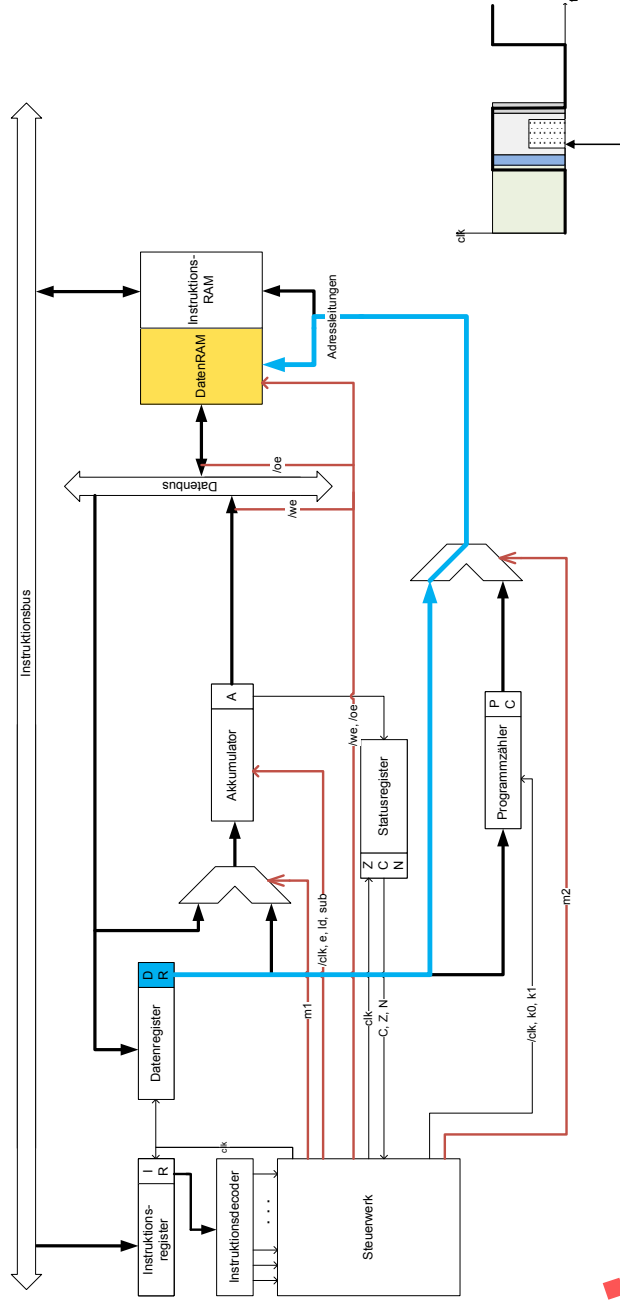 Instruktionsbus
Instruktions-
register
I
R
Instruktionsdecoder
. . .
Steuerwerk
Datenregister
D
R
clk
m1
/clk, e, ld, sub
Akkumulator
A
/we, /oe
clk
C, Z, N
Z
C
N
Statusregister
/clk, k0, k1
Programmzähler
P
C
m2
Datenbus
/we
/oe
DatenRAM
Instruktions-
RAM
Adressleitungen
clk